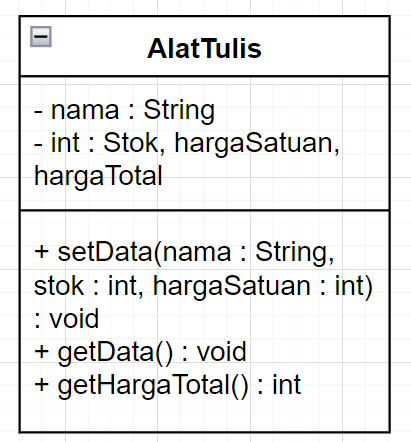 AlatTulis
- nama : String
- int : Stok, hargaSatuan,
hargaTotal
+ setData(nama : String,
stok : int, hargaSatuan : int)
: void
+ getData() : void
+ getHargaTotal() : int